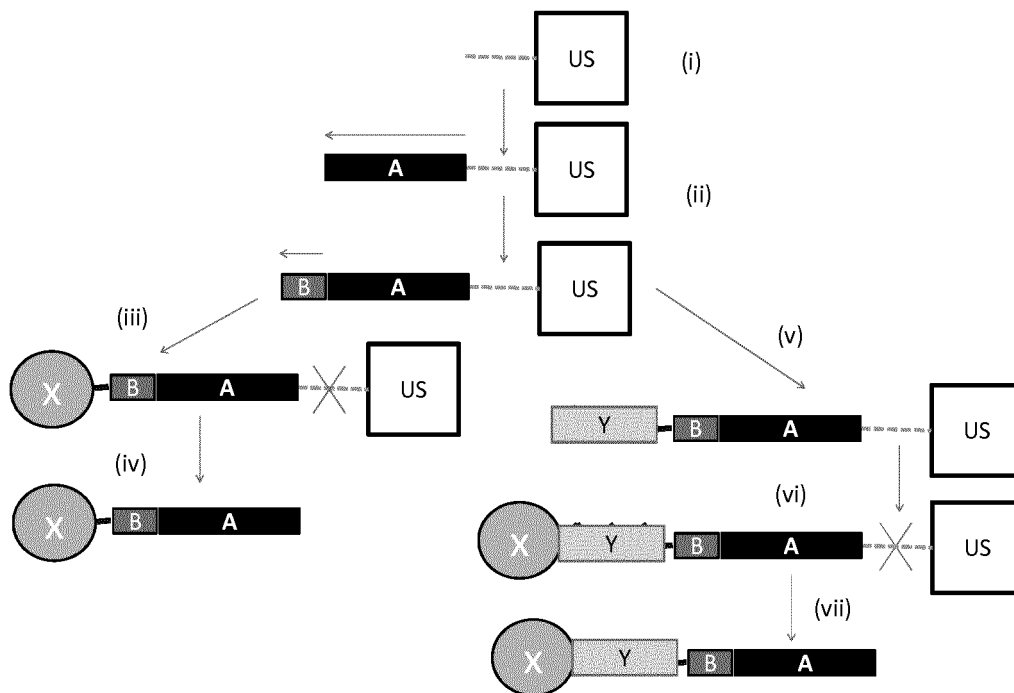 US (i)
A US (ii)
B A US
(iii) (v)
X B A US
Y B A US
(iv) (vi)
X B A
X Y B A US
(vii)
X Y B A